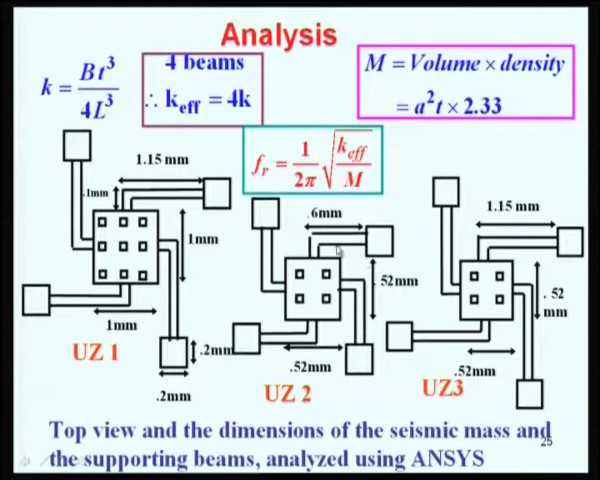 Analysis
k = Bt³ / 4L³
4 beams
∴ k_eff = 4k
M = Volume × density
= a²t × 2.33
f_r = 1/2π √(k_eff / M)
1.15 mm
.1mm
1mm
1mm
.2mm
.2mm
UZ 1
.6mm
.52mm
.52mm
UZ 2
1.15 mm
.52 mm
.52mm
UZ3
Top view and the dimensions of the seismic mass and
the supporting beams, analyzed using ANSYS
25